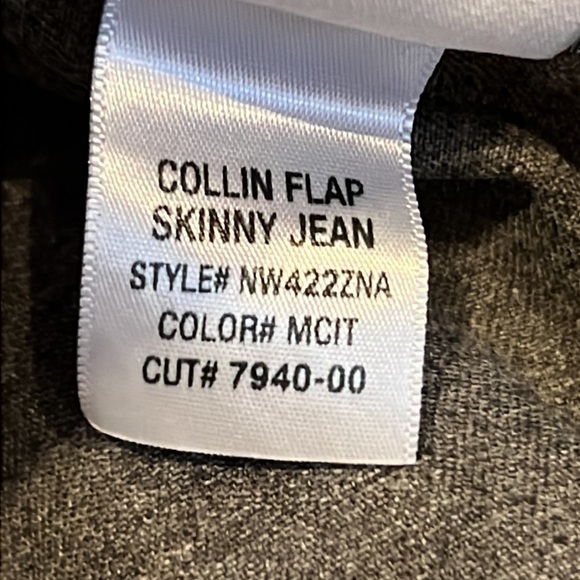 COLLIN FLAP
SKINNY JEAN
STYLE# NW422ZNA
COLOR# MCIT
CUT# 7940-00